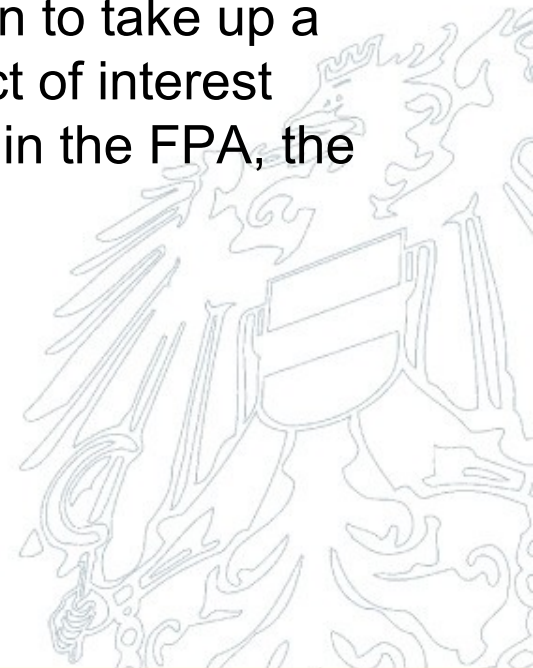 n to take up a
ct of interest
in the FPA, the